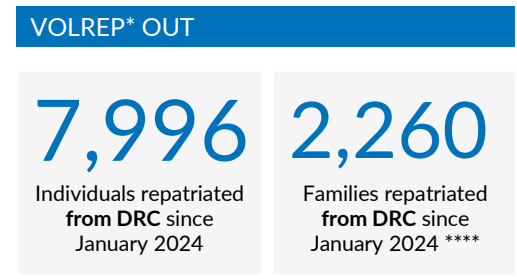 VOLREP* OUT
7,996
Individuals repatriated
from DRC since
January 2024
2,260
Families repatriated
from DRC since
January 2024 ****